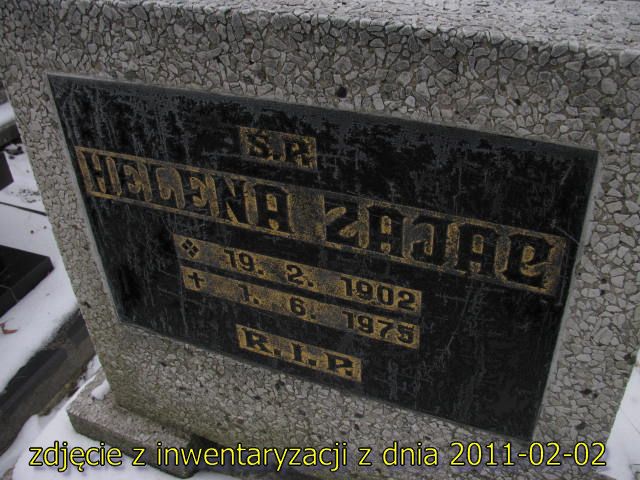 Ś.P.
HELENA ZAJĄC
19. 2. 1902
+ 1. 6. 1975
R.I.P.
zdjęcie z inwentaryzacji z dnia 2011-02-02